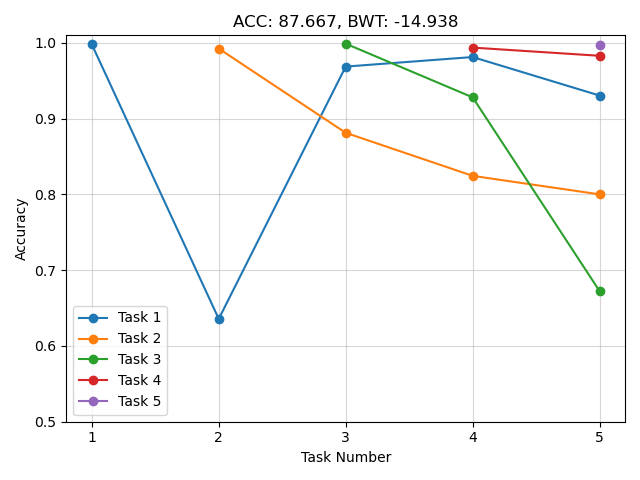 ACC: 87.667, BWT: -14.938
Accuracy
1.0
0.9
0.8
0.7
0.6
0.5
Task 1
Task 2
Task 3
Task 4
Task 5
1 2 3 4 5
Task Number